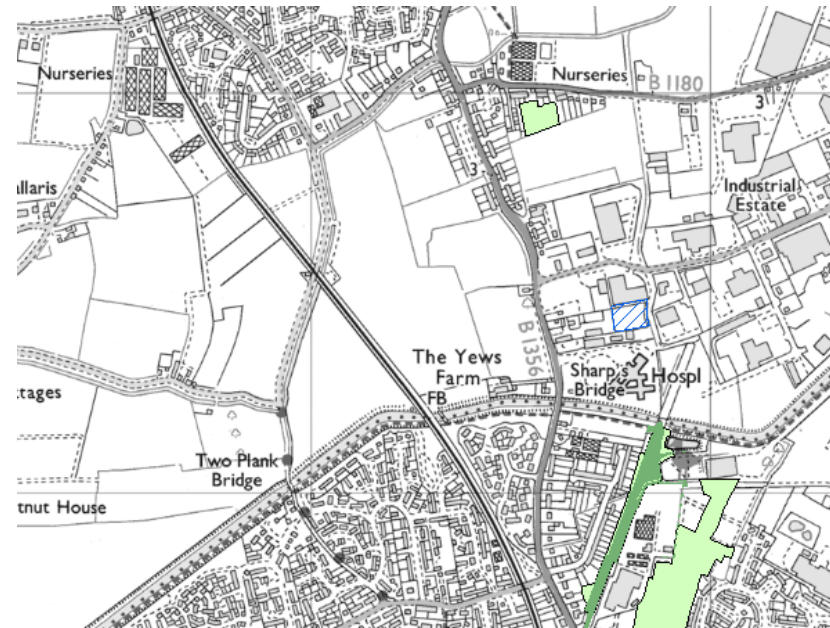 Nurseries
Nurseries
B 1180
3
3
allaris
Industrial
Estate
B 1356
The Yews
Farm
FB
Sharp's
Bridge
Hospl
ttages
Two Plank
Bridge
tnut House